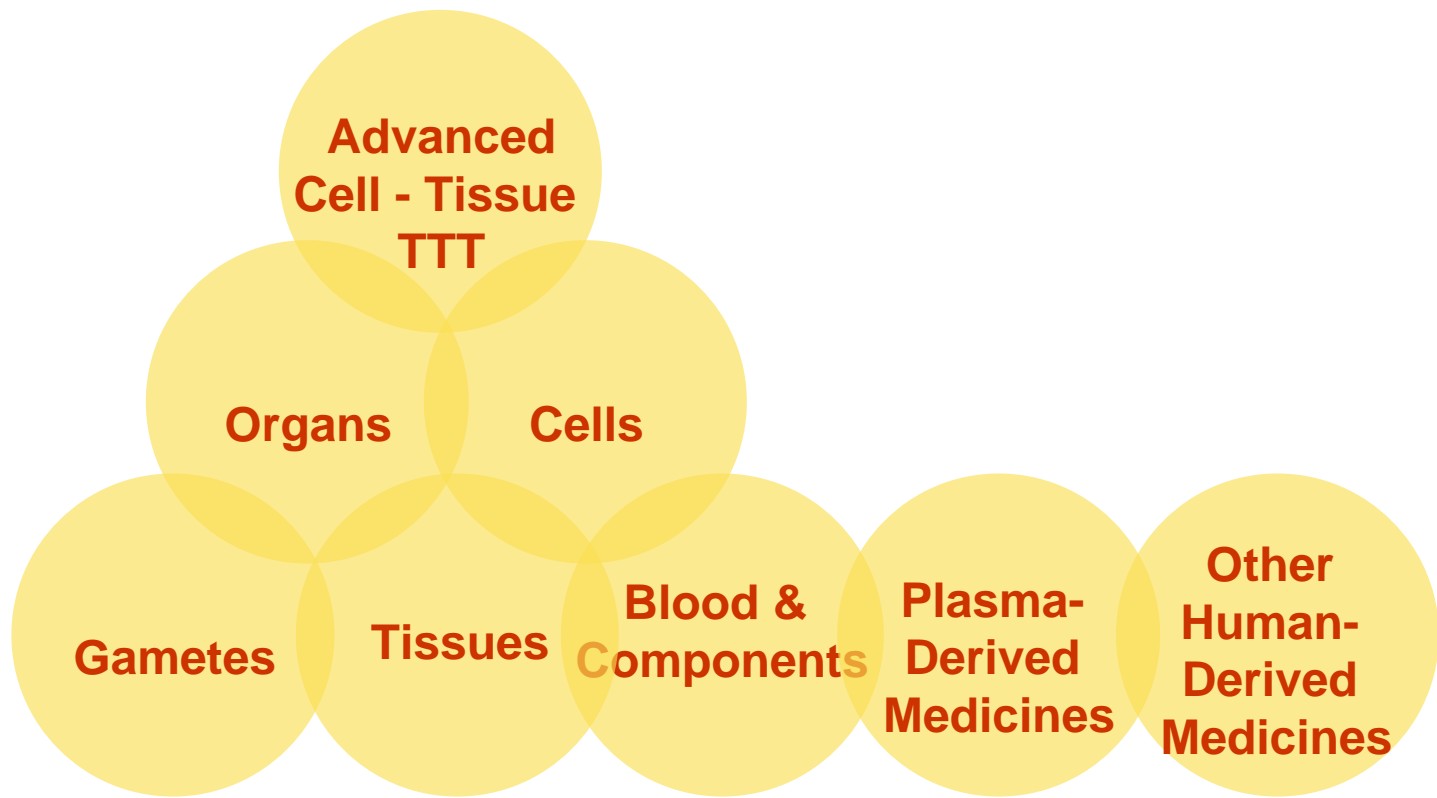 Advanced
Cell - Tissue
TTT
Organs
Cells
Gametes
Tissues
Blood &
Components
Plasma-
Derived
Medicines
Other
Human-
Derived
Medicines